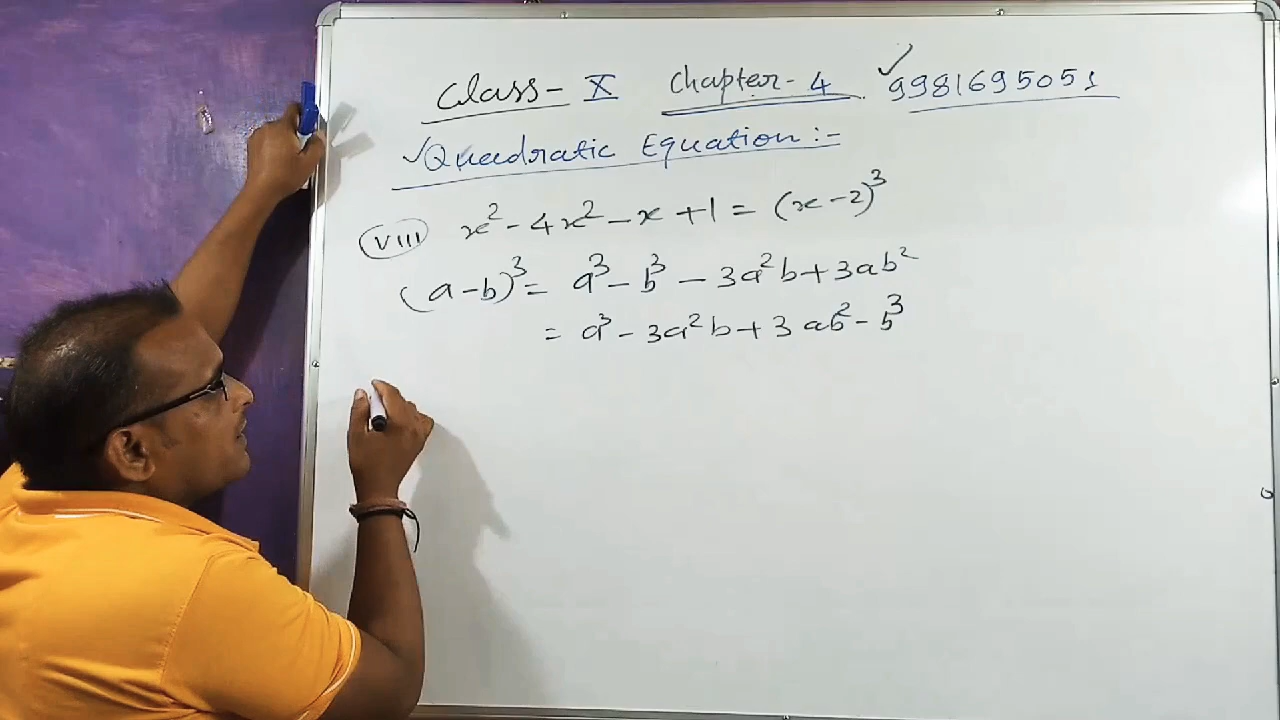 Class- X Chapter- 4 ✓9981695051
✓Quadratic Equation :-
VIII x² - 4x² - x + 1 = (x - 2)³
(a - b)³ = a³ - b³ - 3a²b + 3ab²
= a³ - 3a²b + 3ab² - b³